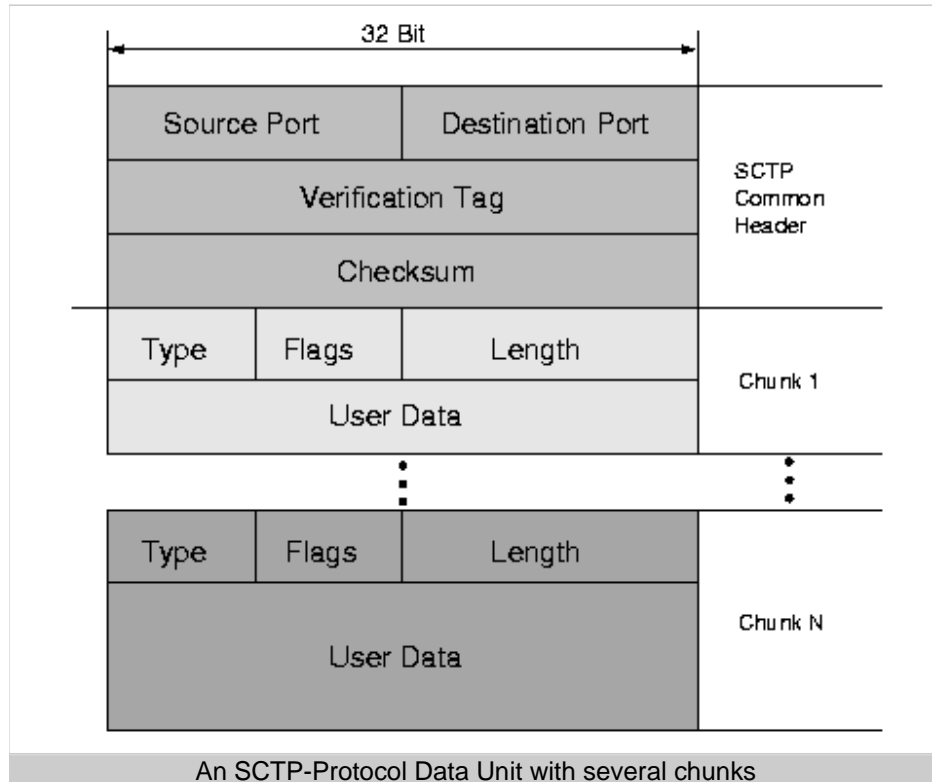 32 Bit
Source Port
Destination Port
Verification Tag
Checksum
SCTP
Common
Header
Type
Flags
Length
User Data
Chunk 1
Type
Flags
Length
User Data
Chunk N
An SCTP-Protocol Data Unit with several chunks